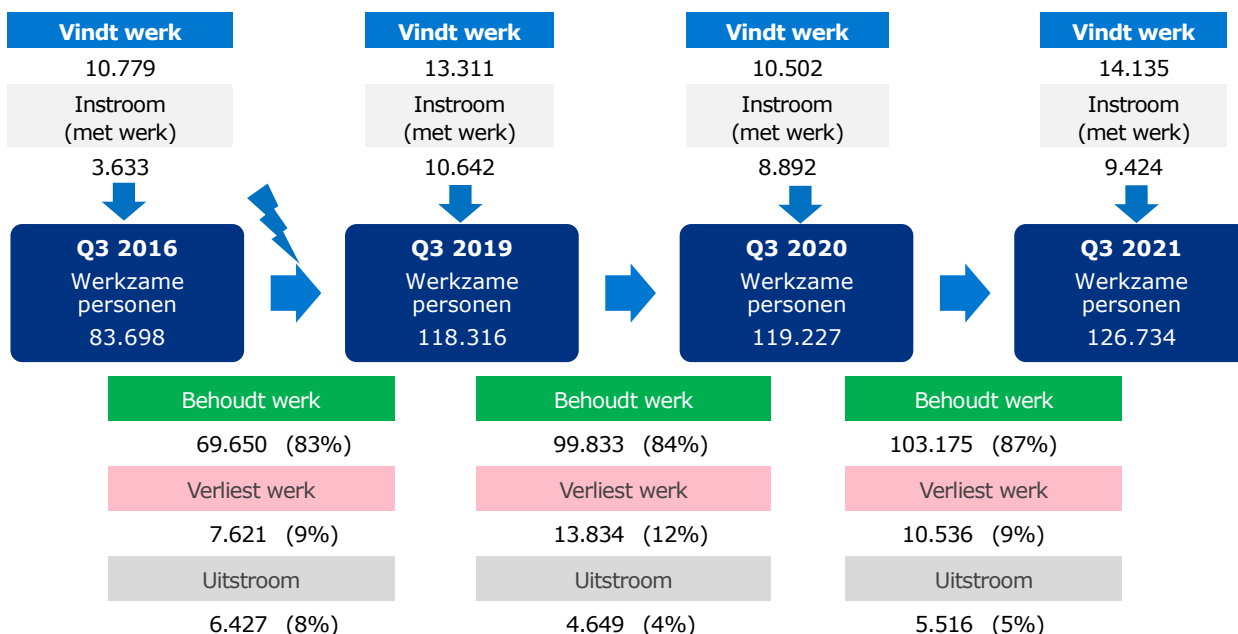 Vindt werk
10.779
Instroom
(met werk)
3.633
Vindt werk
13.311
Instroom
(met werk)
10.642
Vindt werk
10.502
Instroom
(met werk)
8.892
Vindt werk
14.135
Instroom
(met werk)
9.424
Q3 2016
Werkzame
personen
83.698
Q3 2019
Werkzame
personen
118.316
Q3 2020
Werkzame
personen
119.227
Q3 2021
Werkzame
personen
126.734
Behoudt werk
69.650 (83%)
Verliest werk
7.621 (9%)
Uitstroom
6.427 (8%)
Behoudt werk
99.833 (84%)
Verliest werk
13.834 (12%)
Uitstroom
4.649 (4%)
Behoudt werk
103.175 (87%)
Verliest werk
10.536 (9%)
Uitstroom
5.516 (5%)